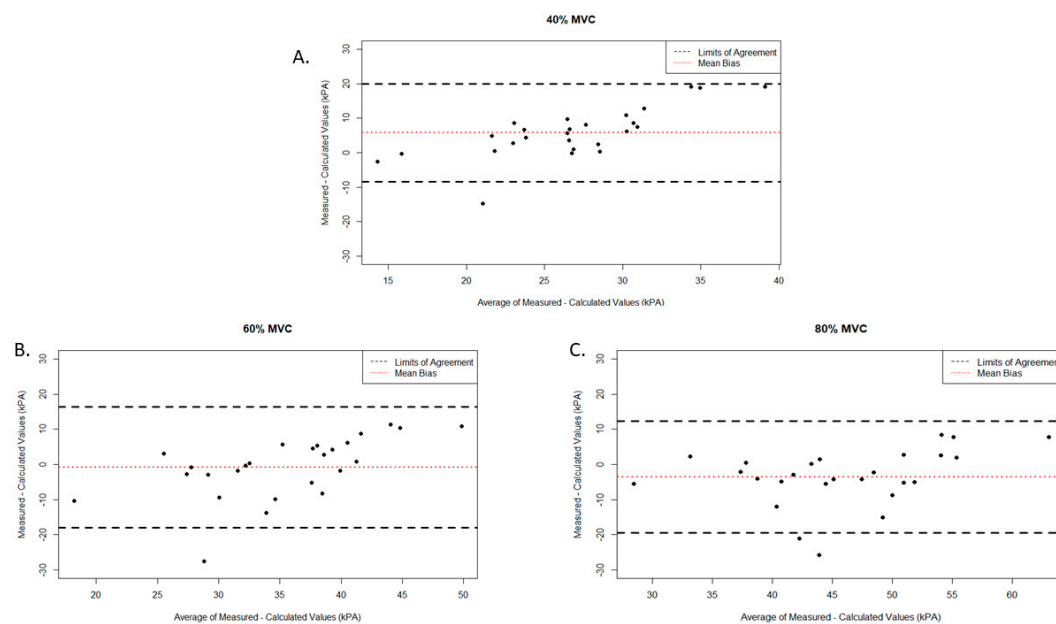 40% MVC
A.
Limits of Agreement
Mean Bias
Measured - Calculated Values (kPA)
30
20
10
0
-10
-20
-30
15 20 25 30 35 40
Average of Measured - Calculated Values (kPA)
60% MVC
B.
Limits of Agreement
Mean Bias
Measured - Calculated Values (kPA)
30
20
10
0
-10
-20
-30
20 25 30 35 40 45 50
Average of Measured - Calculated Values (kPA)
80% MVC
C.
Limits of Agreement
Mean Bias
Measured - Calculated Values (kPA)
30
20
10
0
-10
-20
-30
30 35 40 45 50 55 60
Average of Measured - Calculated Values (kPA)